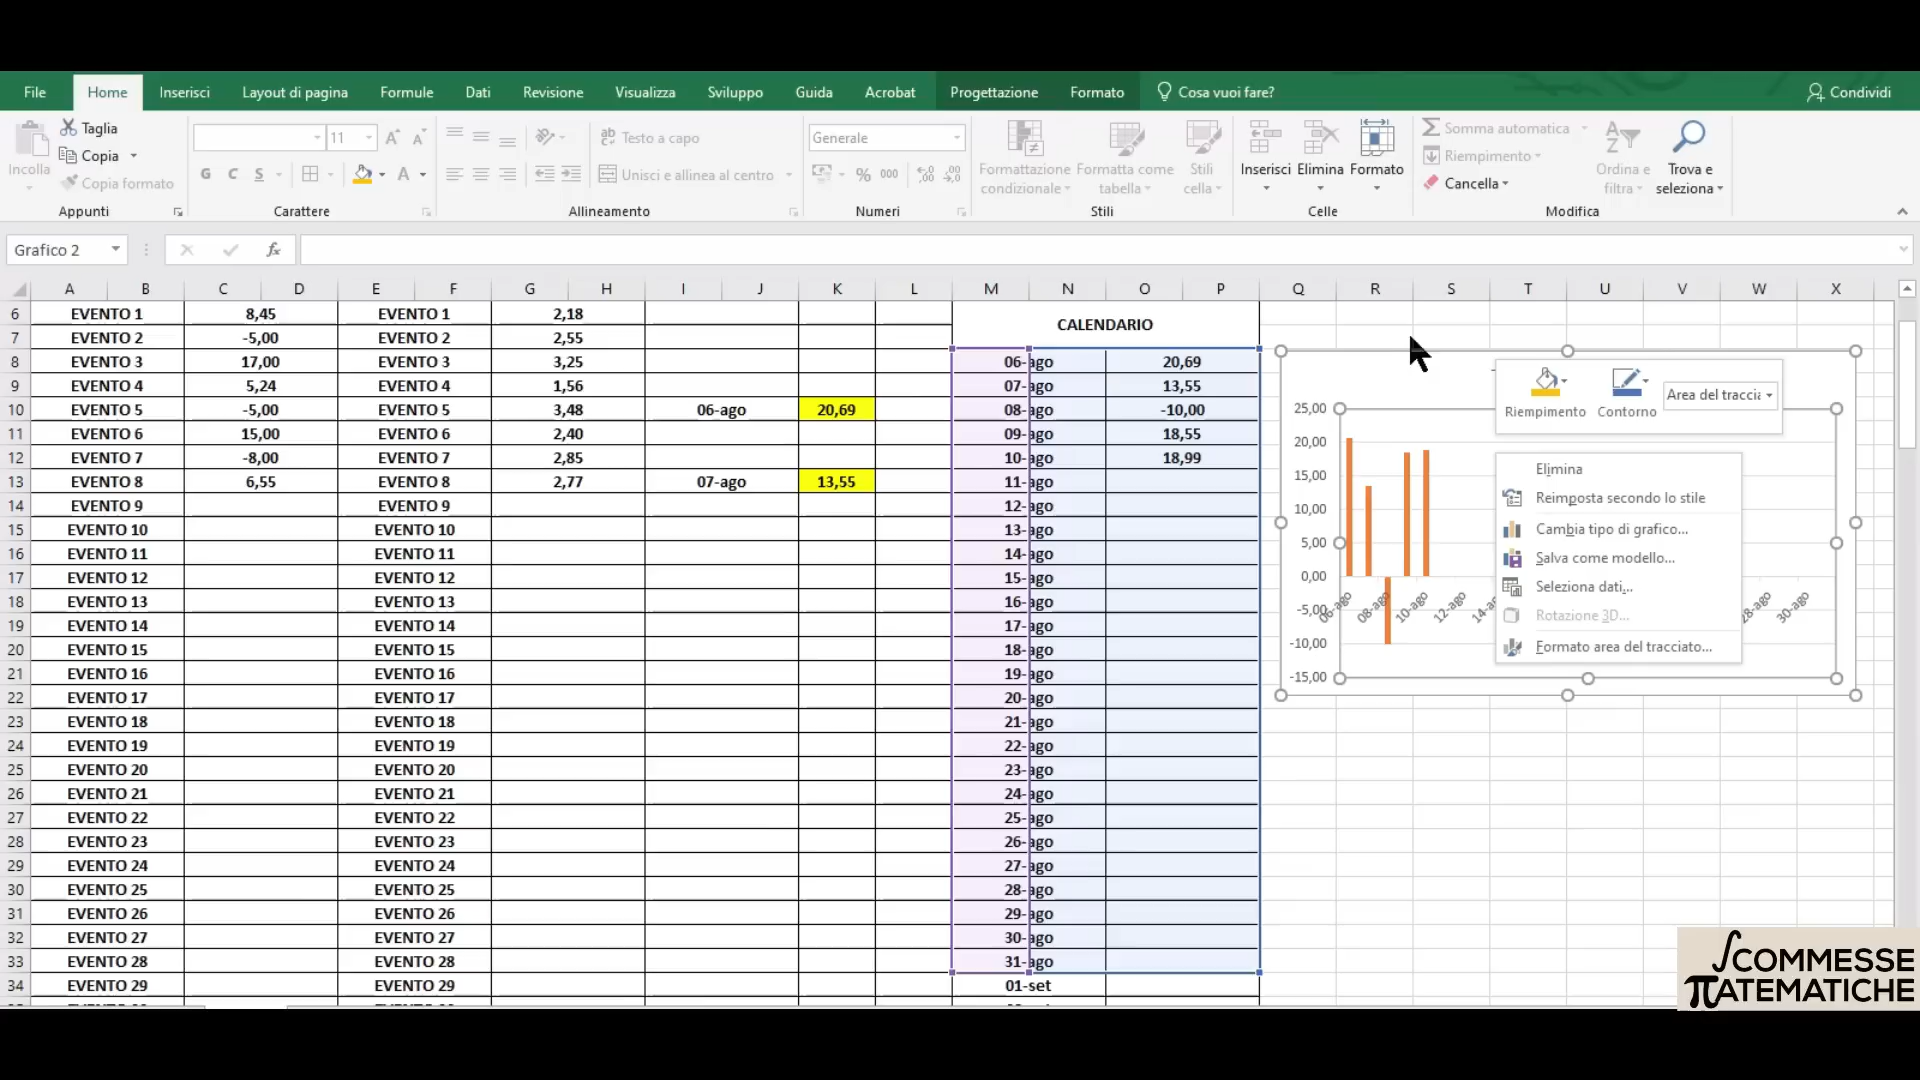 File Home Inserisci Layout di pagina Formule Dati Revisione Visualizza Sviluppo Guida Acrobat Progettazione Formato Cosa vuoi fare? Condividi
Incolla
Taglia
Copia
Copia formato
Appunti
11
G C S
Carattere
Testo a capo
Unisci e allinea al centro
Allineamento
Generale
% 000
Numeri
Formattazione condizionale
Formatta come tabella
Stili cella
Stili
Inserisci Elimina Formato
Celle
Somma automatica
Riempimento
Cancella
Ordina e filtra
Trova e seleziona
Modifica
Grafico 2 fx
A B C D E F G H I J K L M N O P Q R S T U V W X
6 EVENTO 1 8,45 EVENTO 1 2,18
CALENDARIO
7 EVENTO 2 -5,00 EVENTO 2 2,55
8 EVENTO 3 17,00 EVENTO 3 3,25 06-ago 20,69
9 EVENTO 4 5,24 EVENTO 4 1,56 07-ago 13,55
10 EVENTO 5 -5,00 EVENTO 5 3,48 06-ago 20,69 08-ago -10,00
11 EVENTO 6 15,00 EVENTO 6 2,40 09-ago 18,55
12 EVENTO 7 -8,00 EVENTO 7 2,85 10-ago 18,99
13 EVENTO 8 6,55 EVENTO 8 2,77 07-ago 13,55 11-ago
14 EVENTO 9 EVENTO 9 12-ago
15 EVENTO 10 EVENTO 10 13-ago
16 EVENTO 11 EVENTO 11 14-ago
17 EVENTO 12 EVENTO 12 15-ago
18 EVENTO 13 EVENTO 13 16-ago
19 EVENTO 14 EVENTO 14 17-ago
20 EVENTO 15 EVENTO 15 18-ago
21 EVENTO 16 EVENTO 16 19-ago
22 EVENTO 17 EVENTO 17 20-ago
23 EVENTO 18 EVENTO 18 21-ago
24 EVENTO 19 EVENTO 19 22-ago
25 EVENTO 20 EVENTO 20 23-ago
26 EVENTO 21 EVENTO 21 24-ago
27 EVENTO 22 EVENTO 22 25-ago
28 EVENTO 23 EVENTO 23 26-ago
29 EVENTO 24 EVENTO 24 27-ago
30 EVENTO 25 EVENTO 25 28-ago
31 EVENTO 26 EVENTO 26 29-ago
32 EVENTO 27 EVENTO 27 30-ago
33 EVENTO 28 EVENTO 28 31-ago
34 EVENTO 29 EVENTO 29 01-set
25,00
20,00
15,00
10,00
5,00
0,00
-5,00
-10,00
-15,00
06-ago 08-ago 10-ago 12-ago 28-ago 30-ago
Riempimento Contorno Area del traccia
Elimina
Reimposta secondo lo stile
Cambia tipo di grafico...
Salva come modello...
Seleziona dati...
Rotazione 3D...
Formato area del tracciato...
∫COMMESSE
πATEMATICHE